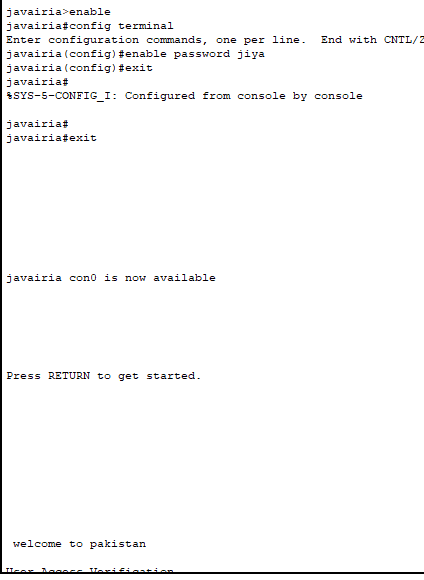 javairia>enable
javairia#config terminal
Enter configuration commands, one per line.  End with CNTL/Z
javairia(config)#enable password jiya
javairia(config)#exit
javairia#
%SYS-5-CONFIG_I: Configured from console by console
javairia#
javairia#exit
javairia con0 is now available
Press RETURN to get started.
welcome to pakistan
User Access Verification